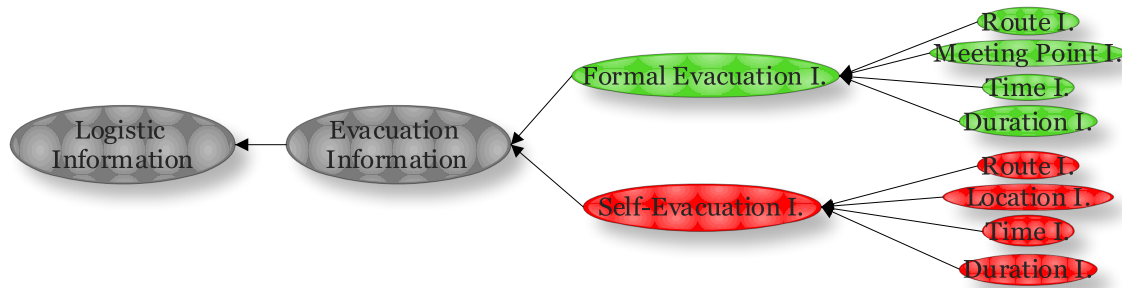 Logistic
Information
Evacuation
Information
Formal Evacuation I.
Route I.
Meeting Point I.
Time I.
Duration I.
Self-Evacuation I.
Route I.
Location I.
Time I.
Duration I.